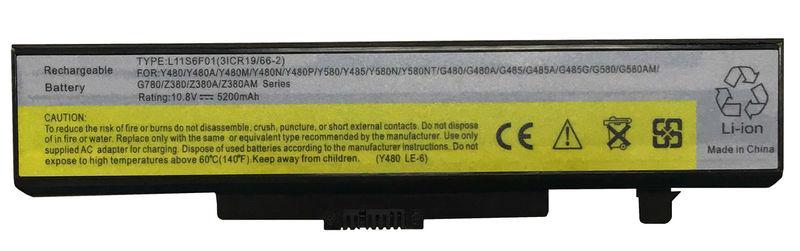 Rechargeable Battery
TYPE:L11S6F01(3ICR19/66-2)
FOR:Y480/Y480A/Y480M/Y480N/Y480P/Y580/Y485/Y580N/Y580NT/G480/G480A/G485/G485A/G485G/G580/G580AM/
G780/Z380/Z380A/Z380AM Series
Rating:10.8V⎓ 5200mAh
CAUTION:
To reduce the risk of fire or burns do not disassemble, crush, puncture, or short external contacts. Do not expose to water or
fire Replace only with the same or equivalent type recommended by the manufacturer. Use only
supplied AC adapter for charging. Dispose of used batteries according to the manufacturer.Do not
expose to high temperatures above 60℃(140℉).keep away from children. (Y480 LE-6)
CE
Li-ion
Made in China